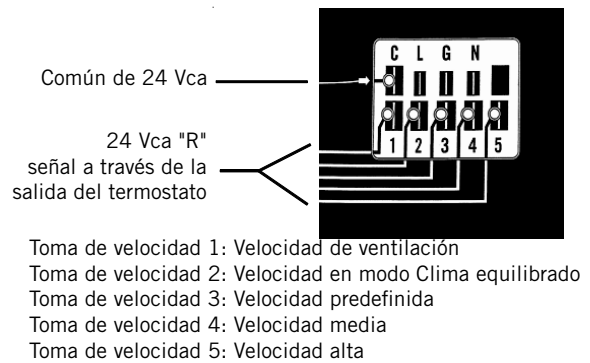 C L G N
Común de 24 Vca
24 Vca "R"
señal a través de la
salida del termostato
1 2 3 4 5
Toma de velocidad 1: Velocidad de ventilación
Toma de velocidad 2: Velocidad en modo Clima equilibrado
Toma de velocidad 3: Velocidad predefinida
Toma de velocidad 4: Velocidad media
Toma de velocidad 5: Velocidad alta